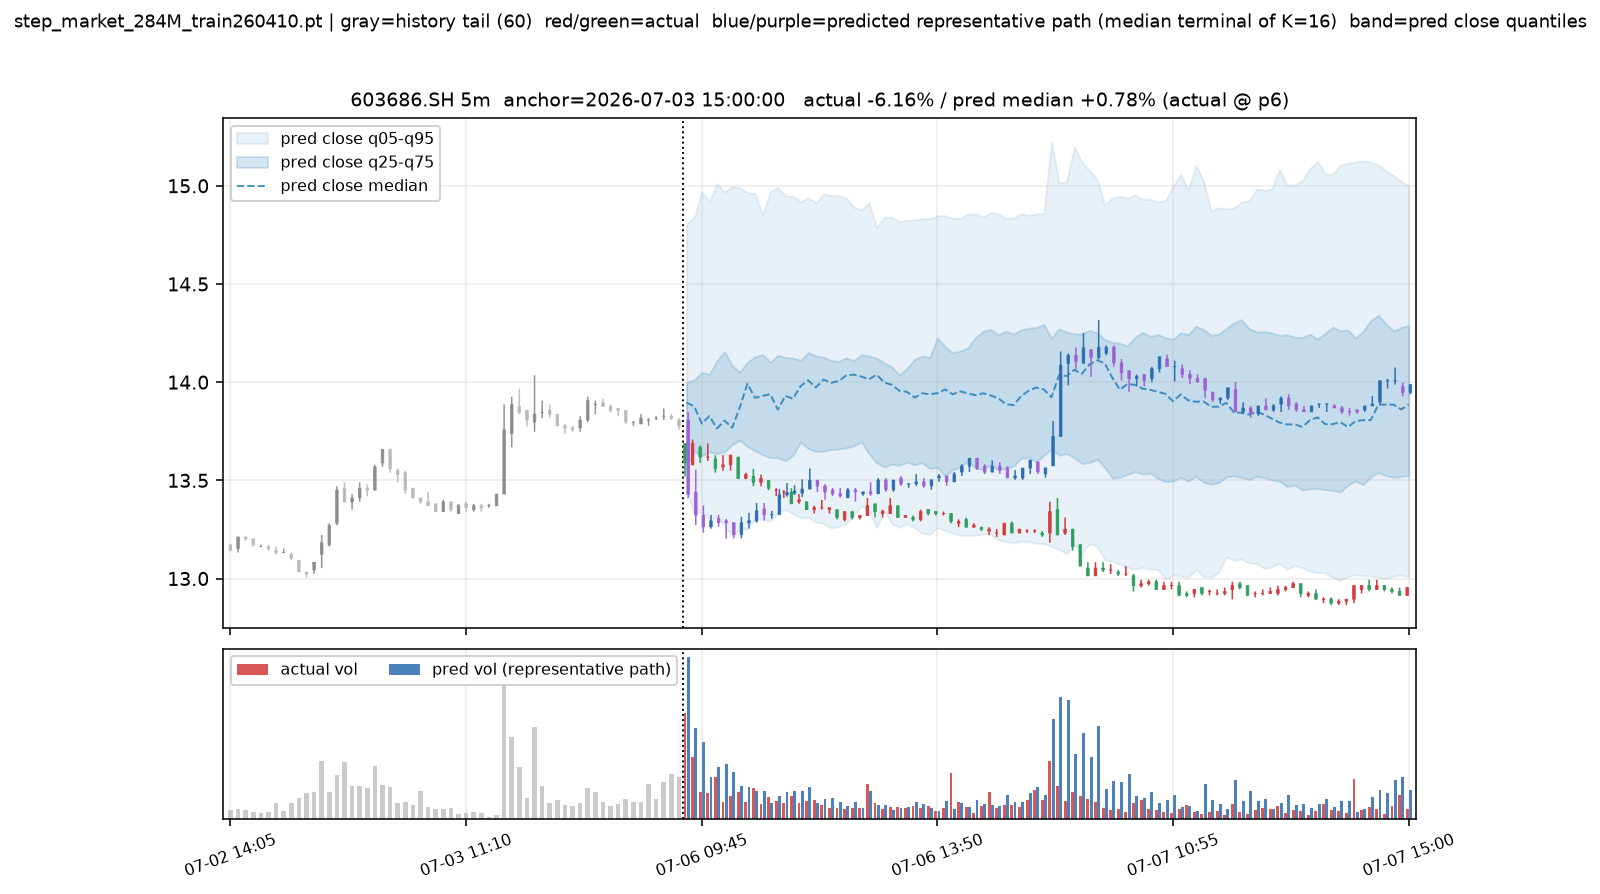 step_market_284M_train260410.pt | gray=history tail (60)  red/green=actual  blue/purple=predicted representative path (median terminal of K=16)  band=pred close quantiles
603686.SH 5m  anchor=2026-07-03 15:00:00   actual -6.16% / pred median +0.78% (actual @ p6)
pred close q05-q95
pred close q25-q75
pred close median
15.0
14.5
14.0
13.5
13.0
actual vol
pred vol (representative path)
07-02 14:05
07-03 11:10
07-06 09:45
07-06 13:50
07-07 10:55
07-07 15:00